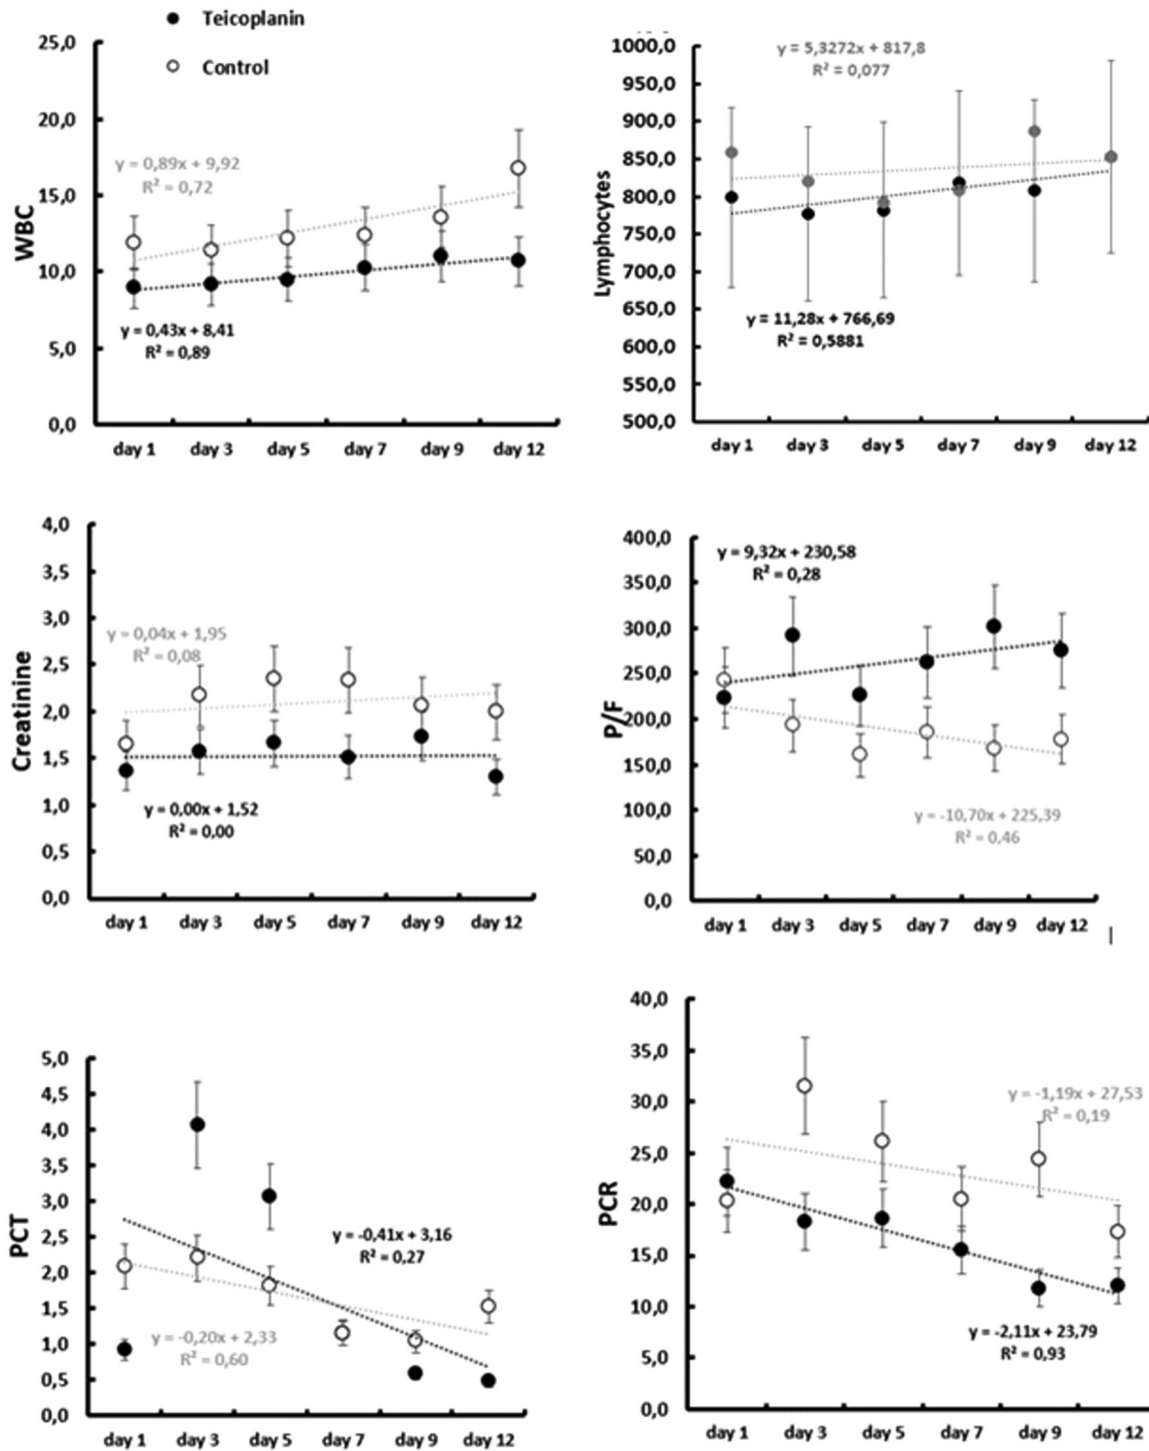 Teicoplanin
Control
25,0
20,0
15,0
10,0
5,0
0,0
WBC
y = 0,89x + 9,92
R² = 0,72
y = 0,43x + 8,41
R² = 0,89
day 1 day 3 day 5 day 7 day 9 day 12
1000,0
950,0
900,0
850,0
800,0
750,0
700,0
650,0
600,0
550,0
500,0
Lymphocytes
y = 5,3272x + 817,8
R² = 0,077
y = 11,28x + 766,69
R² = 0,5881
day 1 day 3 day 5 day 7 day 9 day 12
4,0
3,5
3,0
2,5
2,0
1,5
1,0
0,5
0,0
Creatinine
y = 0,04x + 1,95
R² = 0,08
y = 0,00x + 1,52
R² = 0,00
day 1 day 3 day 5 day 7 day 9 day 12
400,0
350,0
300,0
250,0
200,0
150,0
100,0
50,0
0,0
P/F
y = 9,32x + 230,58
R² = 0,28
y = -10,70x + 225,39
R² = 0,46
day 1 day 3 day 5 day 7 day 9 day 12
5,0
4,5
4,0
3,5
3,0
2,5
2,0
1,5
1,0
0,5
0,0
PCT
y = -0,41x + 3,16
R² = 0,27
y = -0,20x + 2,33
R² = 0,60
day 1 day 3 day 5 day 7 day 9 day 12
40,0
35,0
30,0
25,0
20,0
15,0
10,0
5,0
0,0
PCR
y = -1,19x + 27,53
R² = 0,19
y = -2,11x + 23,79
R² = 0,93
day 1 day 3 day 5 day 7 day 9 day 12